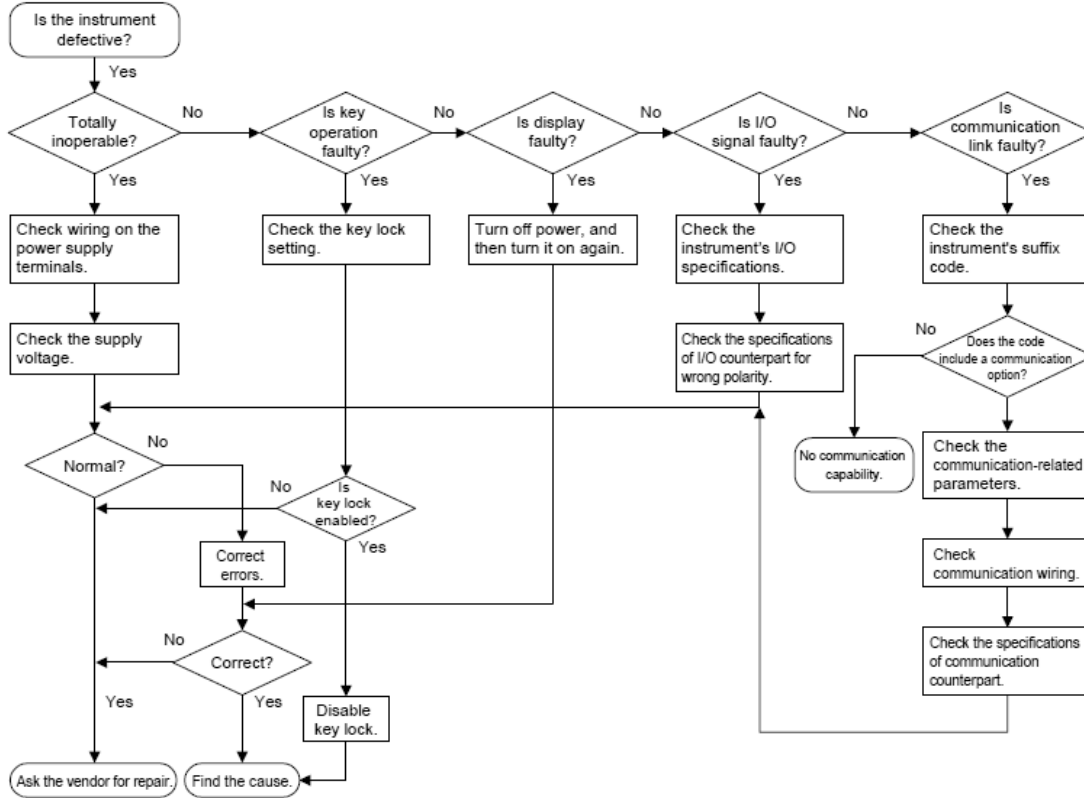 Is the instrument
defective?
Yes
Totally
inoperable?
No
Is key
operation
faulty?
No
Is display
faulty?
No
Is I/O
signal faulty?
No
Is
communication
link faulty?
Yes
Yes
Yes
Yes
Yes
Check wiring on the
power supply
terminals.
Check the key lock
setting.
Turn off power, and
then turn it on again.
Check the
instrument's I/O
specifications.
Check the
instrument's suffix
code.
Check the supply
voltage.
Check the specifications
of I/O counterpart for
wrong polarity.
No
Does the code
include a communication
option?
Normal?
No
No communication
capability.
Check the
communication-related
parameters.
No
Is
key lock
enabled?
Yes
Correct
errors.
Check
communication wiring.
No
Correct?
Check the specifications
of communication
counterpart.
Yes
Yes
Disable
key lock.
Ask the vendor for repair.
Find the cause.